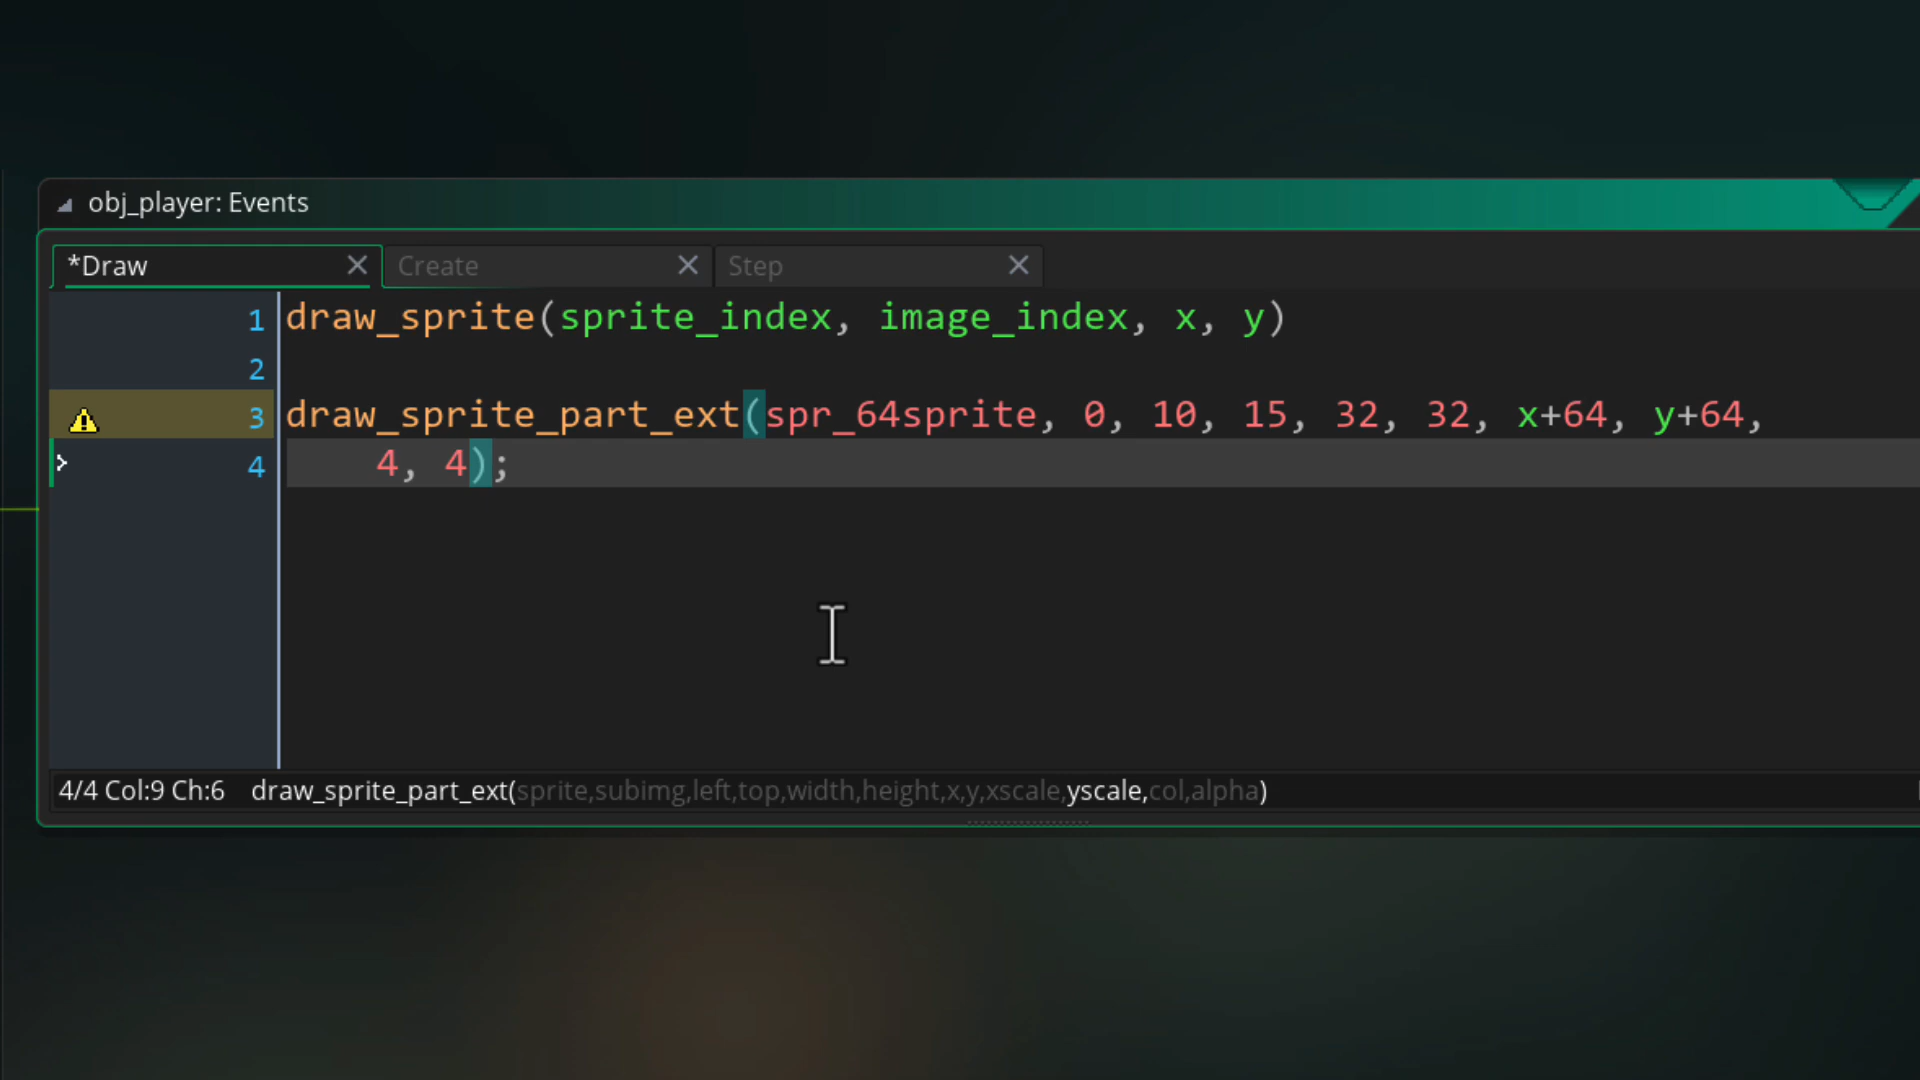 obj_player: Events
*Draw Create Step
1 draw_sprite(sprite_index, image_index, x, y)
2
3 draw_sprite_part_ext(spr_64sprite, 0, 10, 15, 32, 32, x+64, y+64,
4 4, 4);
4/4 Col:9 Ch:6 draw_sprite_part_ext(sprite,subimg,left,top,width,height,x,y,xscale,yscale,col,alpha)